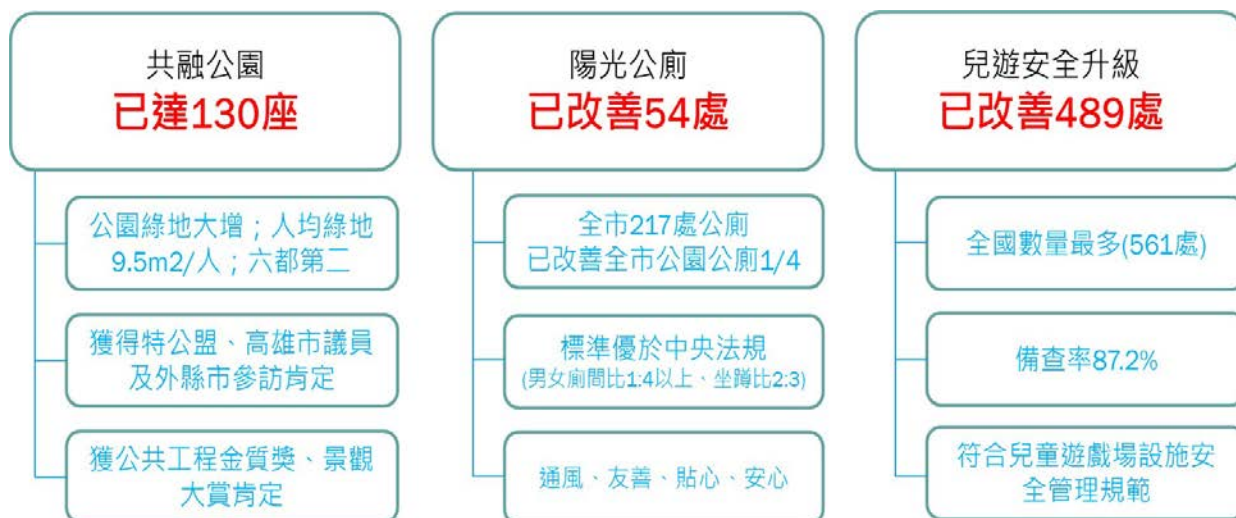 共融公園
已達130座
公園綠地大增；人均綠地
9.5m2/人；六都第二
獲得特公盟、高雄市議員
及外縣市參訪肯定
獲公共工程金質獎、景觀
大賞肯定
陽光公廁
已改善54處
全市217處公廁
已改善全市公園公廁1/4
標準優於中央法規
(男女廁間比1:4以上、坐蹲比2:3)
通風、友善、貼心、安心
兒遊安全升級
已改善489處
全國數量最多(561處)
備查率87.2%
符合兒童遊戲場設施安
全管理規範